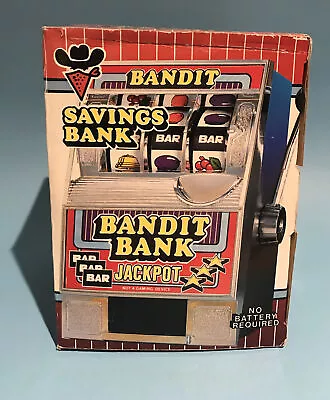 BANDIT
SAVINGS
BANK
BAR
BAR
BANDIT
BANK
BAR
BAR
BAR
JACKPOT
NOT A GAMING DEVICE
NO
BATTERY
REQUIRED